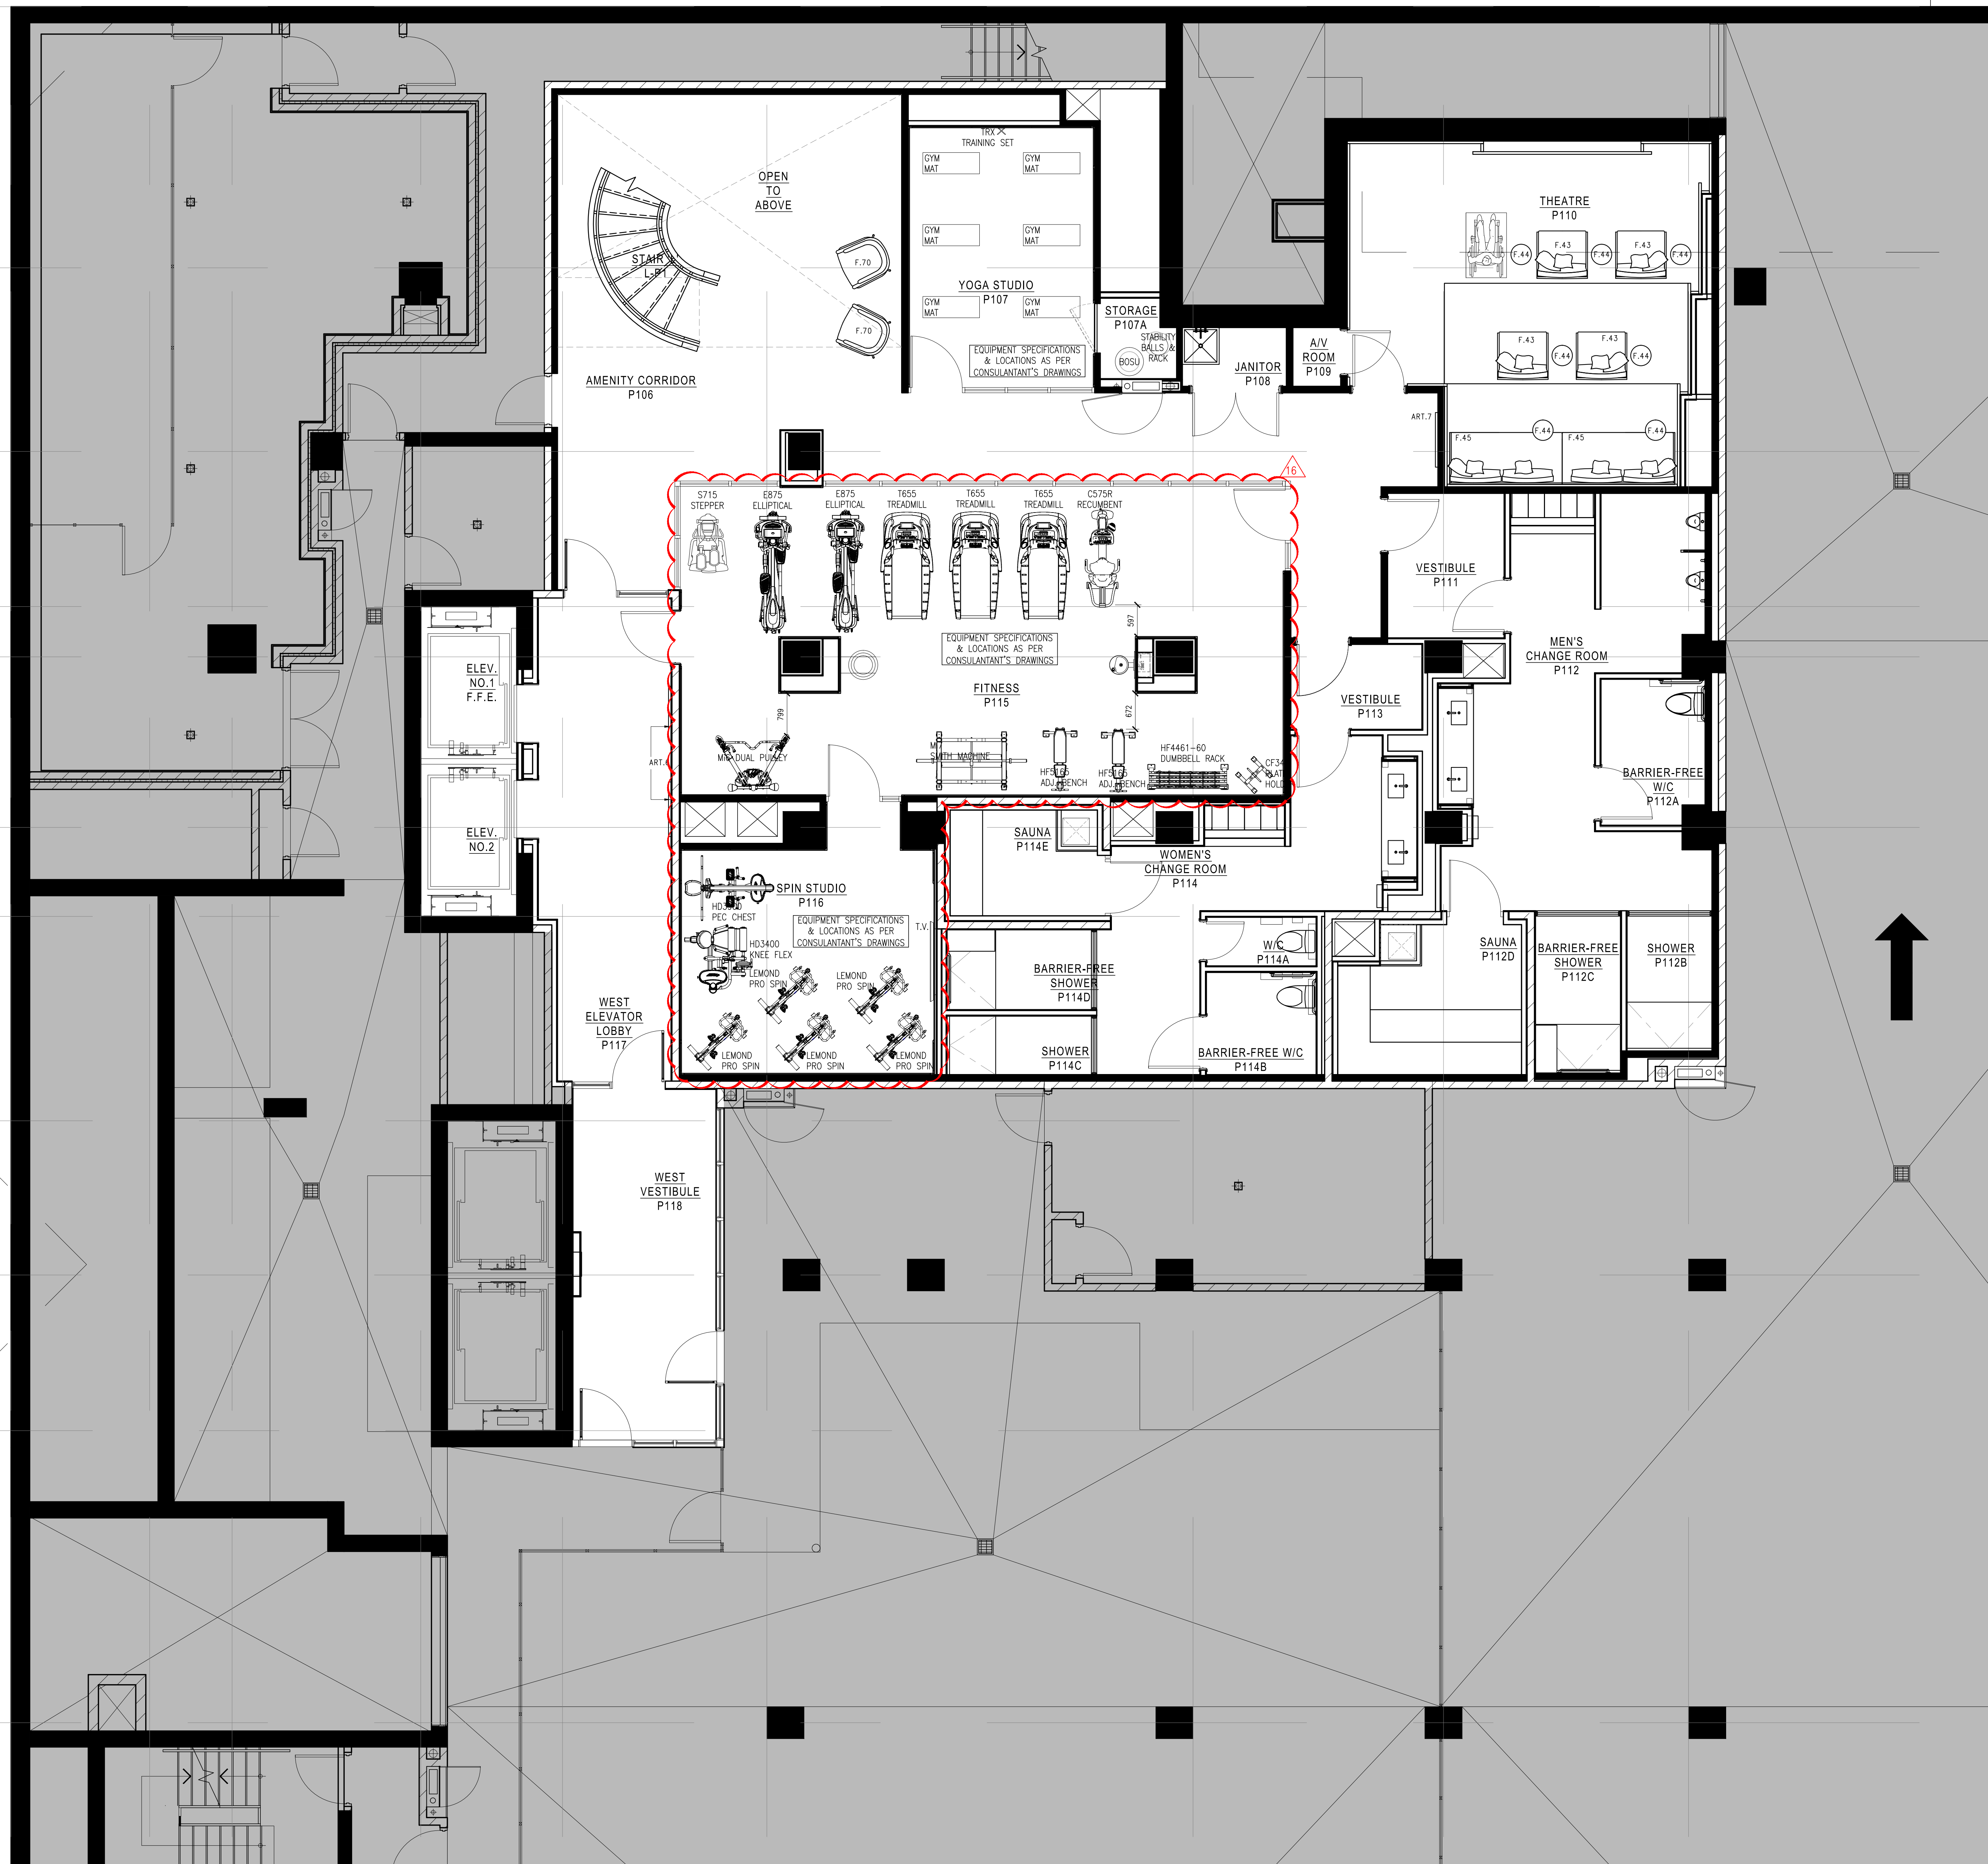 TRX
TRAINING SET
GYM
MAT
GYM
MAT
OPEN
TO
ABOVE
GYM
MAT
GYM
MAT
THEATRE
P110
F.44
F.43
F.44
F.43
F.44
STAIR
L-P1
F.70
YOGA STUDIO
P107
GYM
MAT
GYM
MAT
F.70
STORAGE
P107A
STABILITY
BALLS &
RACK
BOSU
EQUIPMENT SPECIFICATIONS
& LOCATIONS AS PER
CONSULANTANT'S DRAWINGS
JANITOR
P108
A/V
ROOM
P109
F.43
F.44
F.43
F.44
AMENITY CORRIDOR
P106
ART.7
F.45
F.44
F.45
F.44
16
S715
STEPPER
E875
ELLIPTICAL
E875
ELLIPTICAL
T655
TREADMILL
T655
TREADMILL
T655
TREADMILL
C575R
RECUMBENT
VESTIBULE
P111
597
EQUIPMENT SPECIFICATIONS
& LOCATIONS AS PER
CONSULANTANT'S DRAWINGS
MEN'S
CHANGE ROOM
P112
ELEV.
NO.1
F.F.E.
FITNESS
P115
VESTIBULE
P113
799
672
ART.
DUAL PULLEY
SMITH MACHINE
HF5165
ADJ. BENCH
HF5165
ADJ. BENCH
HF4461-60
DUMBBELL RACK
BARRIER-FREE
W/C
P112A
ELEV.
NO.2
SAUNA
P114E
WOMEN'S
CHANGE ROOM
P114
SPIN STUDIO
P116
PEC CHEST
EQUIPMENT SPECIFICATIONS
& LOCATIONS AS PER
CONSULANTANT'S DRAWINGS
T.V.
HD3400
KNEE FLEX
W/C
P114A
SAUNA
P112D
BARRIER-FREE
SHOWER
P112C
SHOWER
P112B
LEMOND
PRO SPIN
LEMOND
PRO SPIN
BARRIER-FREE
SHOWER
P114D
WEST
ELEVATOR
LOBBY
P117
LEMOND
PRO SPIN
LEMOND
PRO SPIN
LEMOND
PRO SPIN
SHOWER
P114C
BARRIER-FREE W/C
P114B
WEST
VESTIBULE
P118